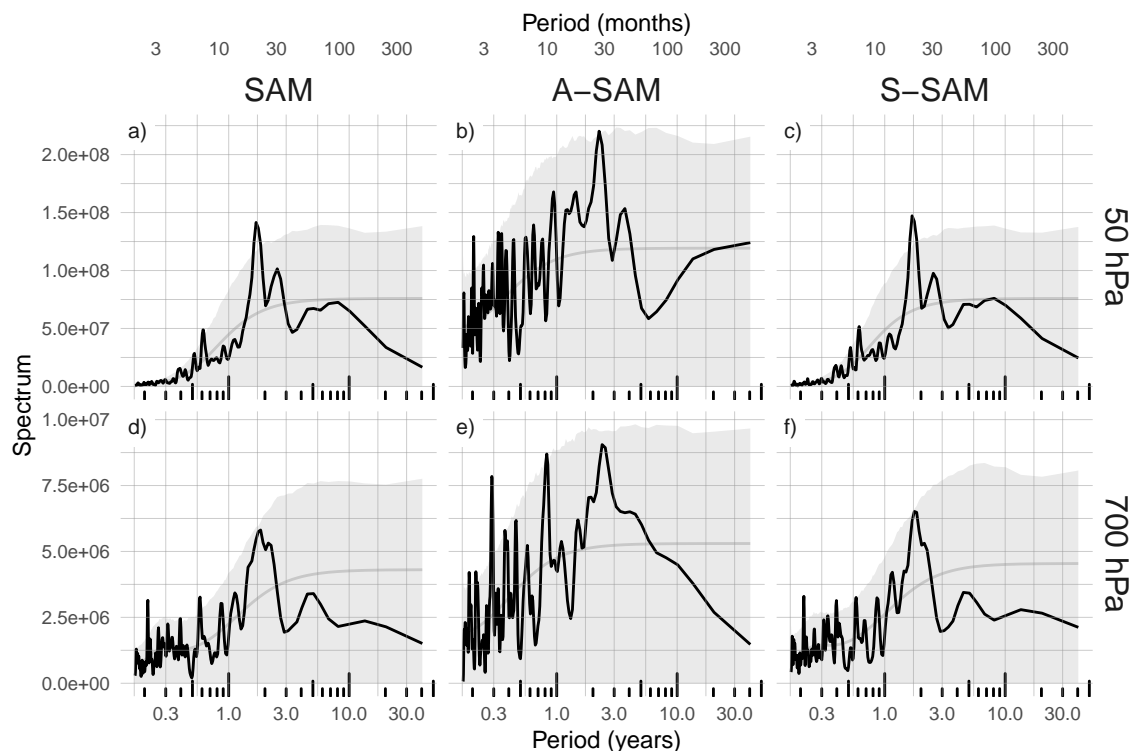 Period (months)
3 10 30 100 300 3 10 30 100 300 3 10 30 100 300
SAM A−SAM S−SAM
a) b) c)
2.0e+08
1.5e+08
1.0e+08
5.0e+07
0.0e+00
50 hPa
Spectrum
d) e) f)
1.0e+07
7.5e+06
5.0e+06
2.5e+06
0.0e+00
700 hPa
0.3 1.0 3.0 10.0 30.0 0.3 1.0 3.0 10.0 30.0 0.3 1.0 3.0 10.0 30.0
Period (years)